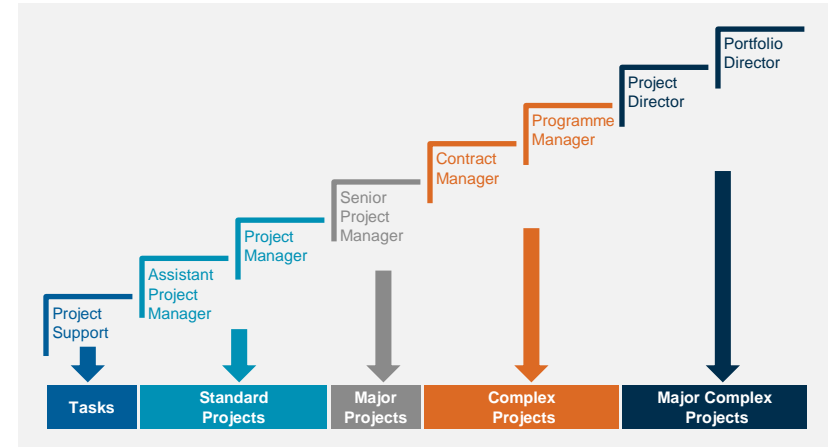 Portfolio
Director
Project
Director
Programme
Manager
Contract
Manager
Senior
Project
Manager
Project
Manager
Assistant
Project
Manager
Project
Support
Tasks
Standard
Projects
Major
Projects
Complex
Projects
Major Complex
Projects